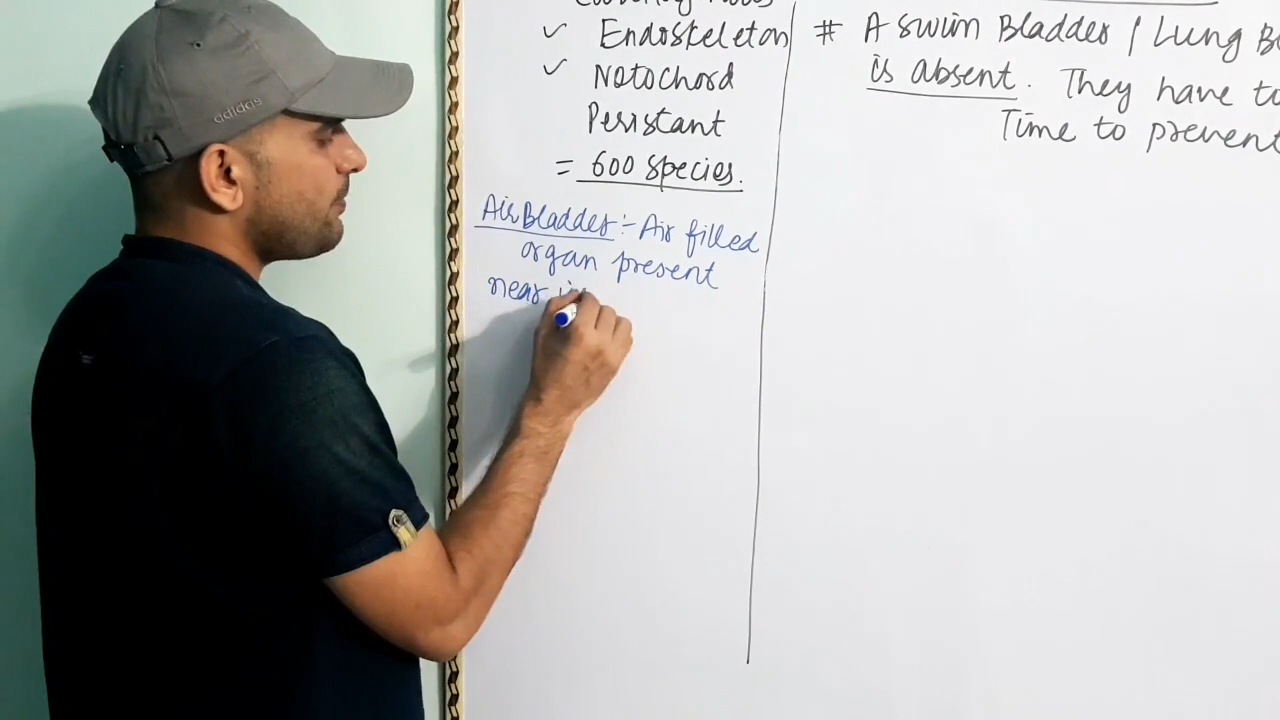 adidas
✓ Endoskeleton
✓ Notochord
Persistant
= 600 species.
Air Bladder :- Air filled
organ present
near
# A swim Bladder / Lung
is absent. They have to
Time to prevent